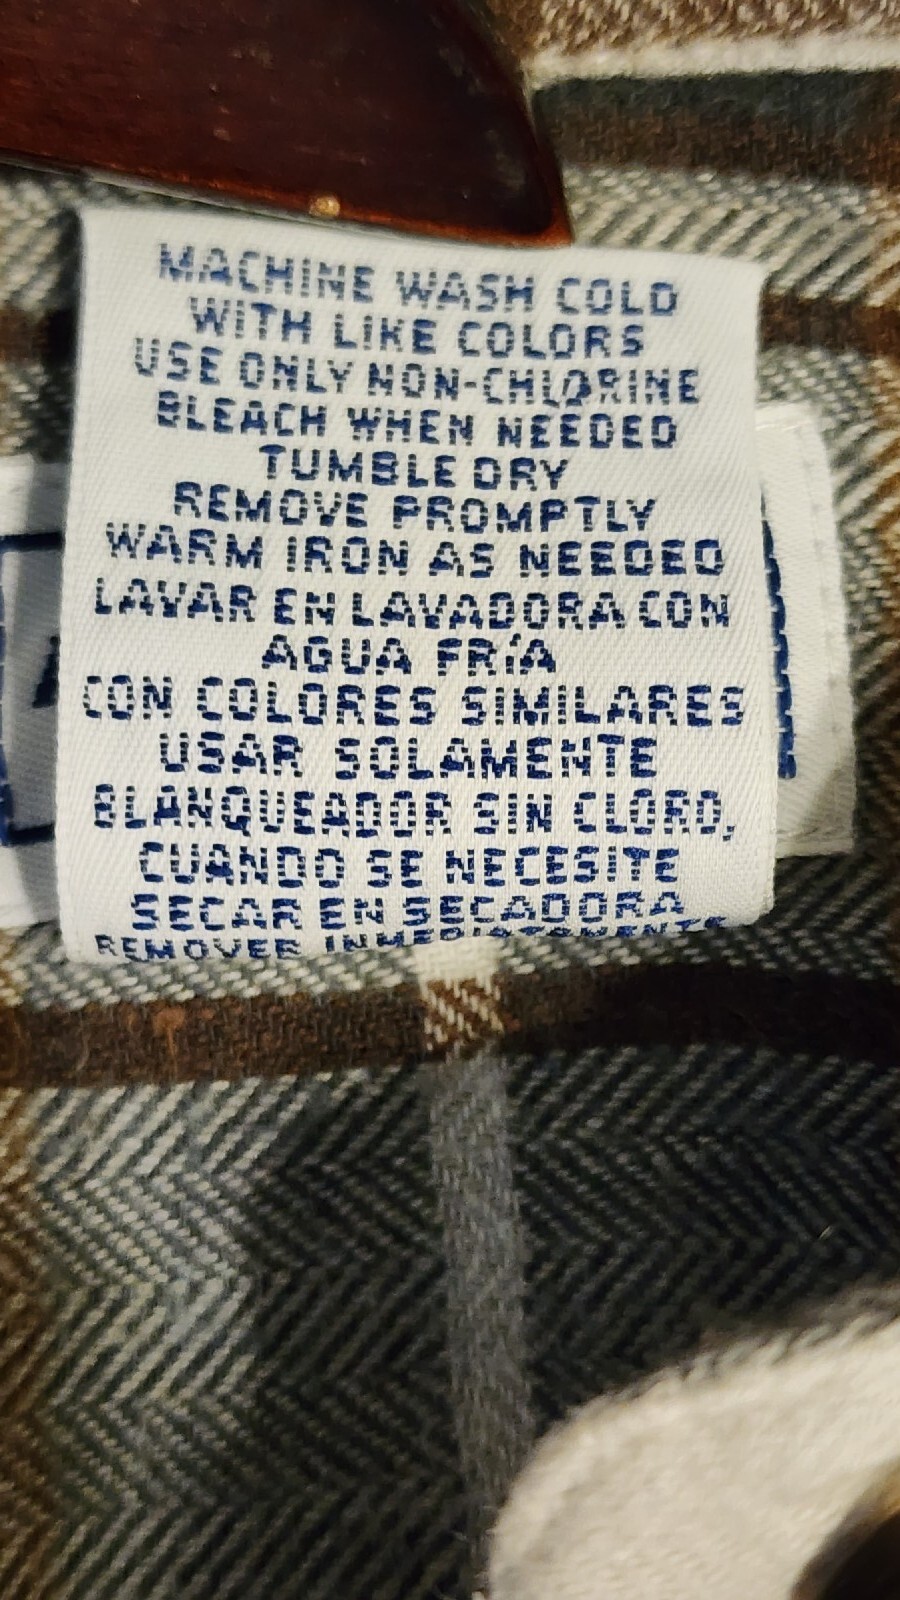 MACHINE WASH COLD
WITH LIKE COLORS
USE ONLY NON-CHLORINE
BLEACH WHEN NEEDED
TUMBLE DRY
REMOVE PROMPTLY
WARM IRON AS NEEDED
LAVAR EN LAVADORA CON
AGUA FRÍA
CON COLORES SIMILARES
USAR SOLAMENTE
BLANQUEADOR SIN CLORO,
CUANDO SE NECESITE
SECAR EN SECADORA
REMOVER INMEDIATAMENTE